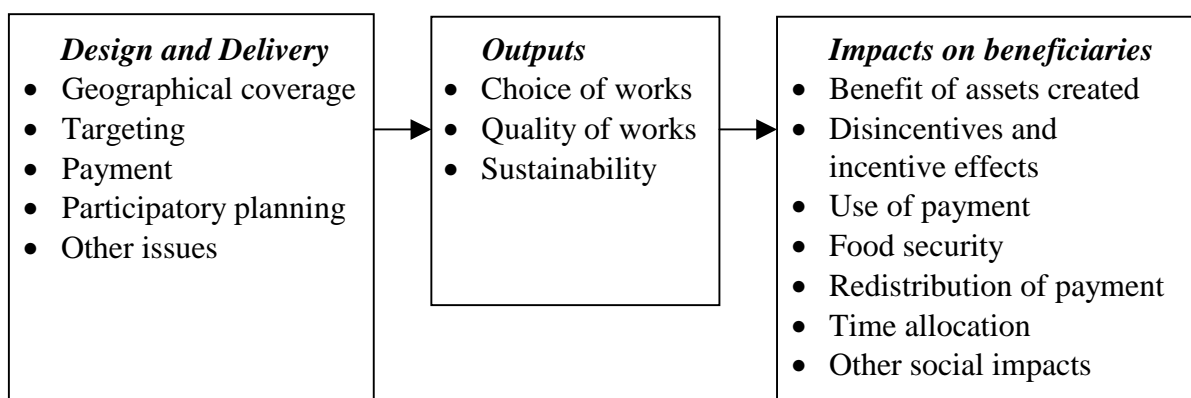 Design and Delivery
• Geographical coverage
• Targeting
• Payment
• Participatory planning
• Other issues
Outputs
• Choice of works
• Quality of works
• Sustainability
Impacts on beneficiaries
• Benefit of assets created
• Disincentives and
incentive effects
• Use of payment
• Food security
• Redistribution of payment
• Time allocation
• Other social impacts